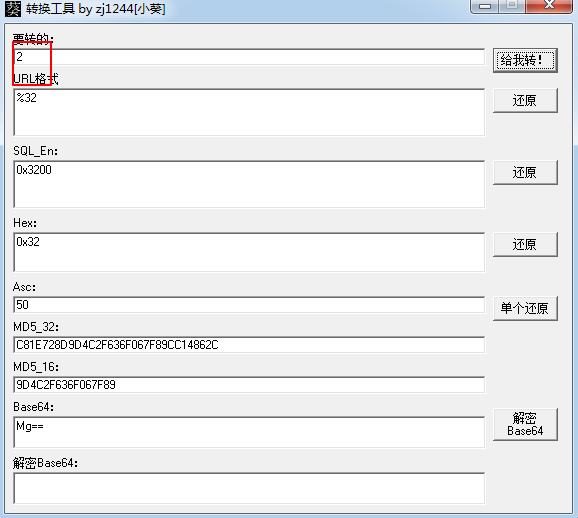 葵 转换工具 by zj1244[小葵]
要转的:
2
给我转!
URL格式
%32
还原
SQL_En:
0x3200
还原
Hex:
0x32
还原
Asc:
50
单个还原
MD5_32:
C81E728D9D4C2F636F067F89CC14862C
MD5_16:
9D4C2F636F067F89
Base64:
Mg==
解密
Base64
解密Base64: